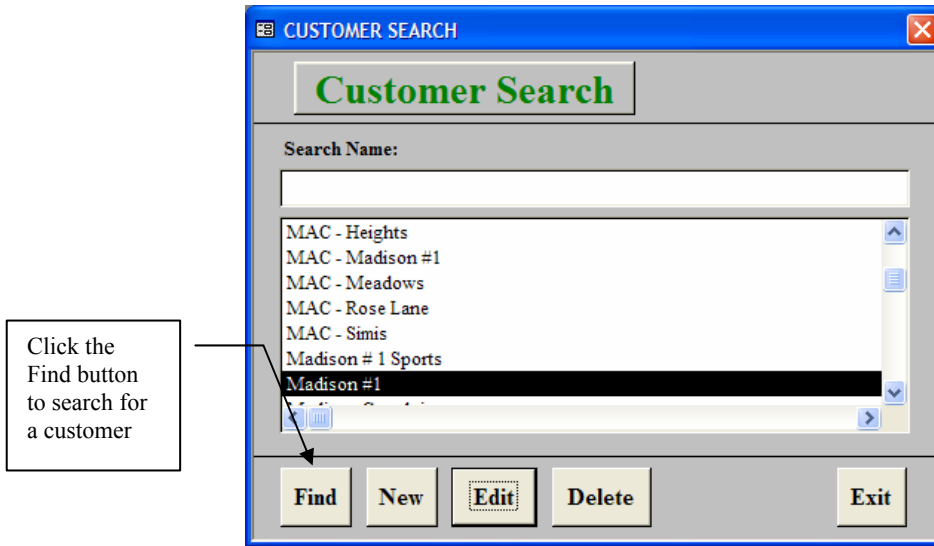 CUSTOMER SEARCH
Customer Search
Search Name:
MAC - Heights
MAC - Madison #1
MAC - Meadows
MAC - Rose Lane
MAC - Simis
Madison # 1 Sports
Madison #1
Click the
Find button
to search for
a customer
Find New Edit Delete Exit